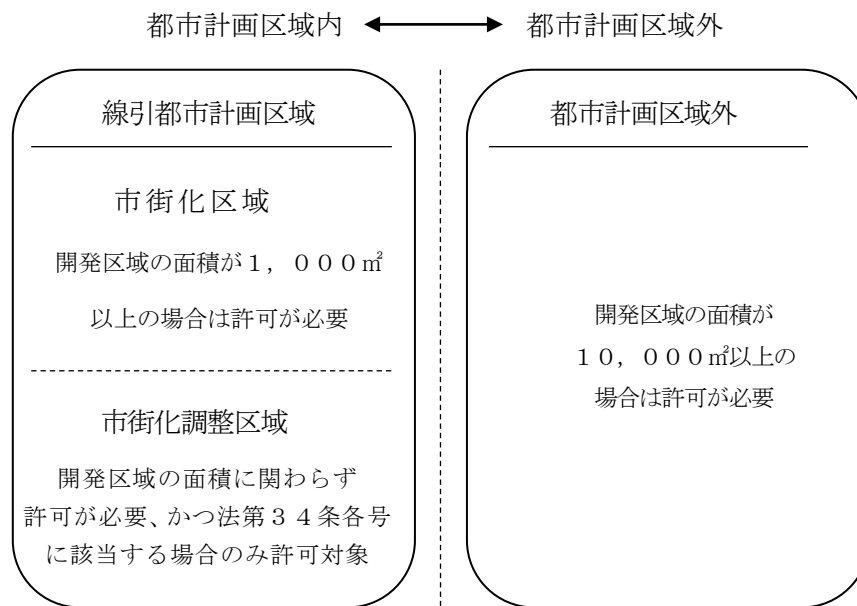 都市計画区域内 都市計画区域外
線引都市計画区域
市街化区域
開発区域の面積が１，０００㎡
以上の場合は許可が必要
市街化調整区域
開発区域の面積に関わらず
許可が必要、かつ法第３４条各号
に該当する場合のみ許可対象
都市計画区域外
開発区域の面積が
１０，０００㎡以上の
場合は許可が必要